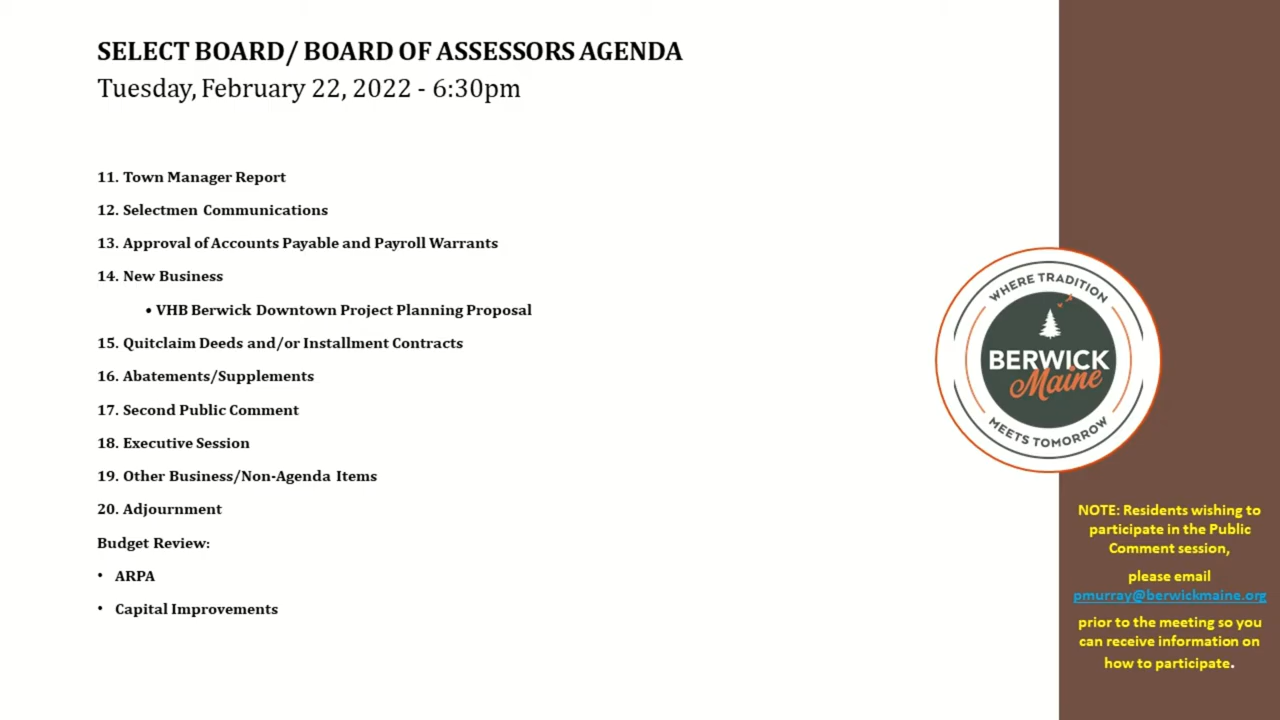 SELECT BOARD/ BOARD OF ASSESSORS AGENDA
Tuesday, February 22, 2022 - 6:30pm
11. Town Manager Report
12. Selectmen Communications
13. Approval of Accounts Payable and Payroll Warrants
14. New Business
• VHB Berwick Downtown Project Planning Proposal
15. Quitclaim Deeds and/or Installment Contracts
16. Abatements/Supplements
17. Second Public Comment
18. Executive Session
19. Other Business/Non-Agenda Items
20. Adjournment
Budget Review:
• ARPA
• Capital Improvements
WHERE TRADITION
BERWICK
Maine
MEETS TOMORROW
NOTE: Residents wishing to
participate in the Public
Comment session,
please email
pmurray@berwickmaine.org
prior to the meeting so you
can receive information on
how to participate.